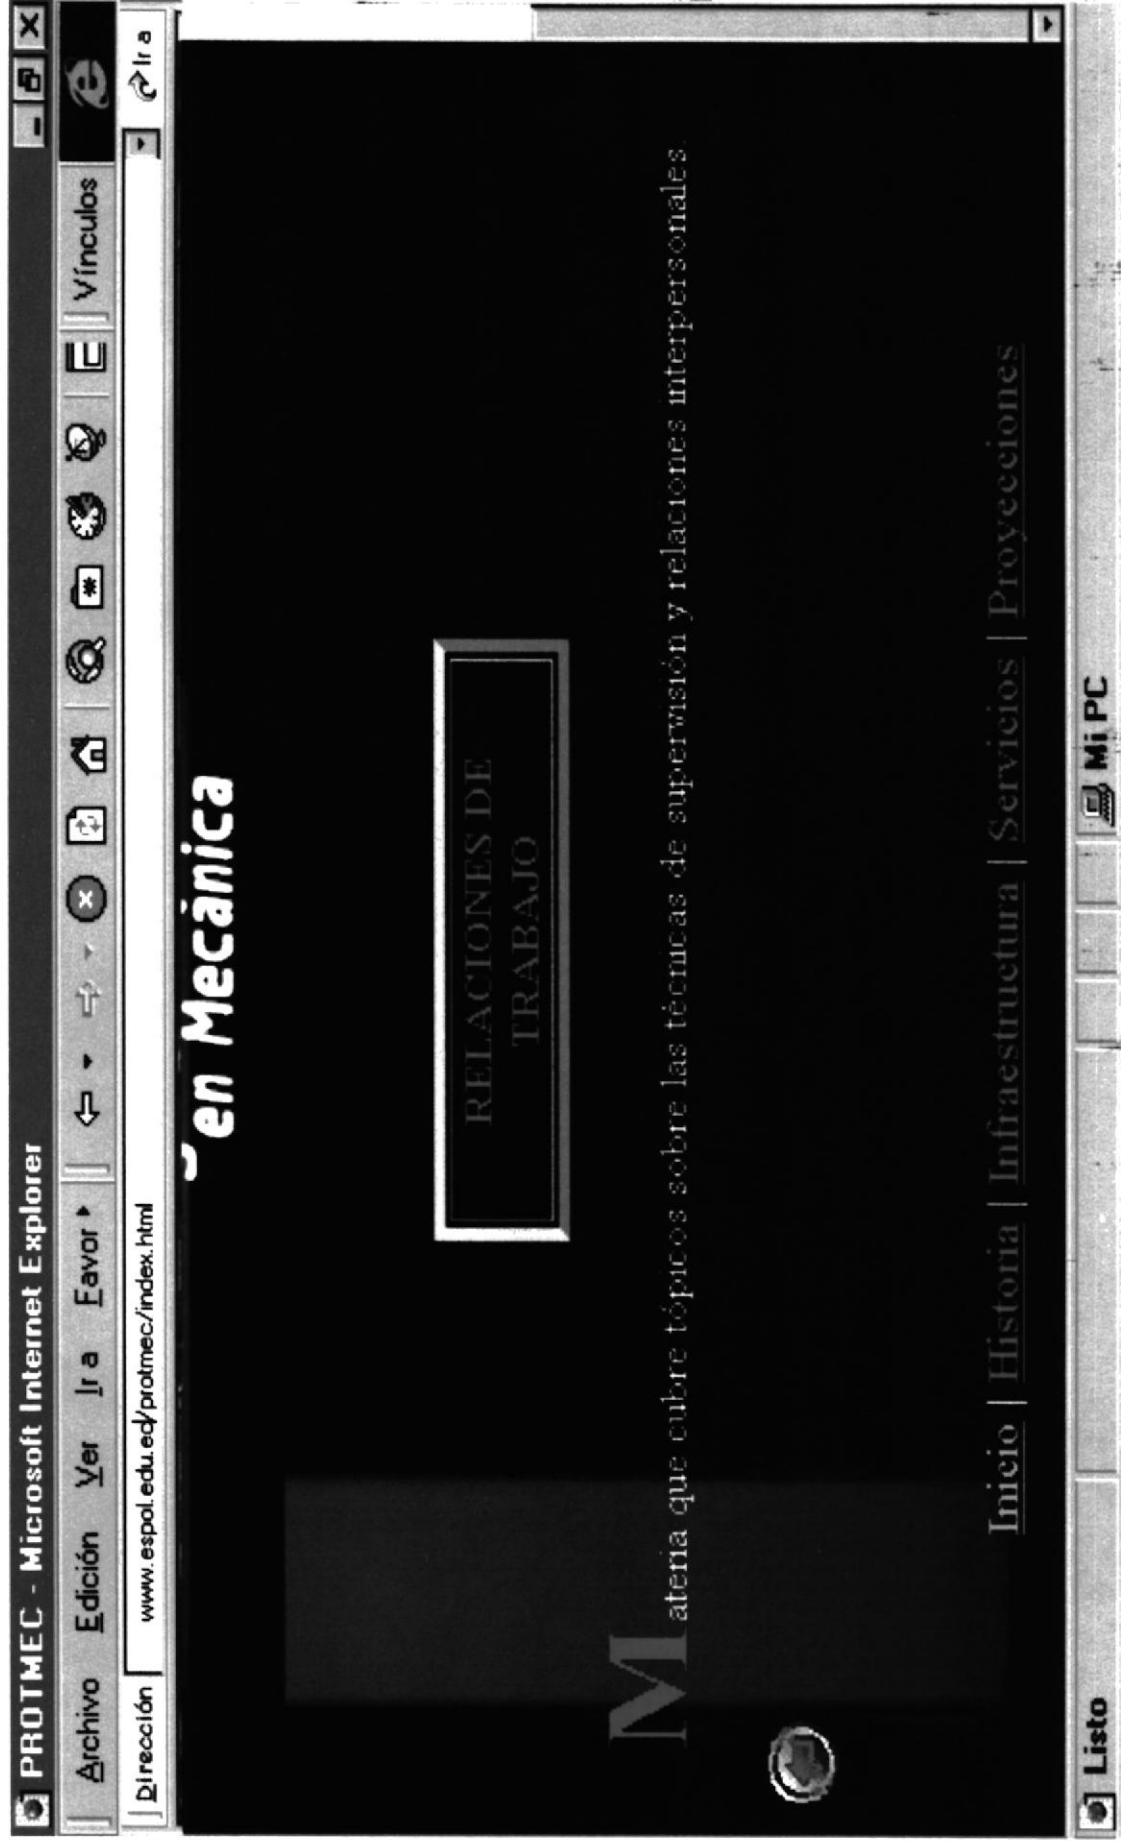 PROTMEC - Microsoft Internet Explorer
Archivo Edición Ver Ir a Favor Vínculos
Dirección www.espol.edu.ed/protmec/index.html Ir a
en Mecánica
RELACIONES DE
TRABAJO
Materia que cubre tópicos sobre las técnicas de supervisión y relaciones interpersonales.
Inicio | Historia | Infraestructura | Servicios | Proyecciones
Listo Mi PC